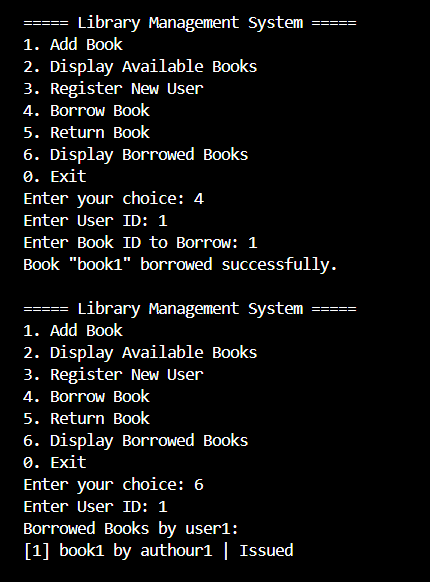 ===== Library Management System =====
1. Add Book
2. Display Available Books
3. Register New User
4. Borrow Book
5. Return Book
6. Display Borrowed Books
0. Exit
Enter your choice: 4
Enter User ID: 1
Enter Book ID to Borrow: 1
Book "book1" borrowed successfully.

===== Library Management System =====
1. Add Book
2. Display Available Books
3. Register New User
4. Borrow Book
5. Return Book
6. Display Borrowed Books
0. Exit
Enter your choice: 6
Enter User ID: 1
Borrowed Books by user1:
[1] book1 by authour1 | Issued